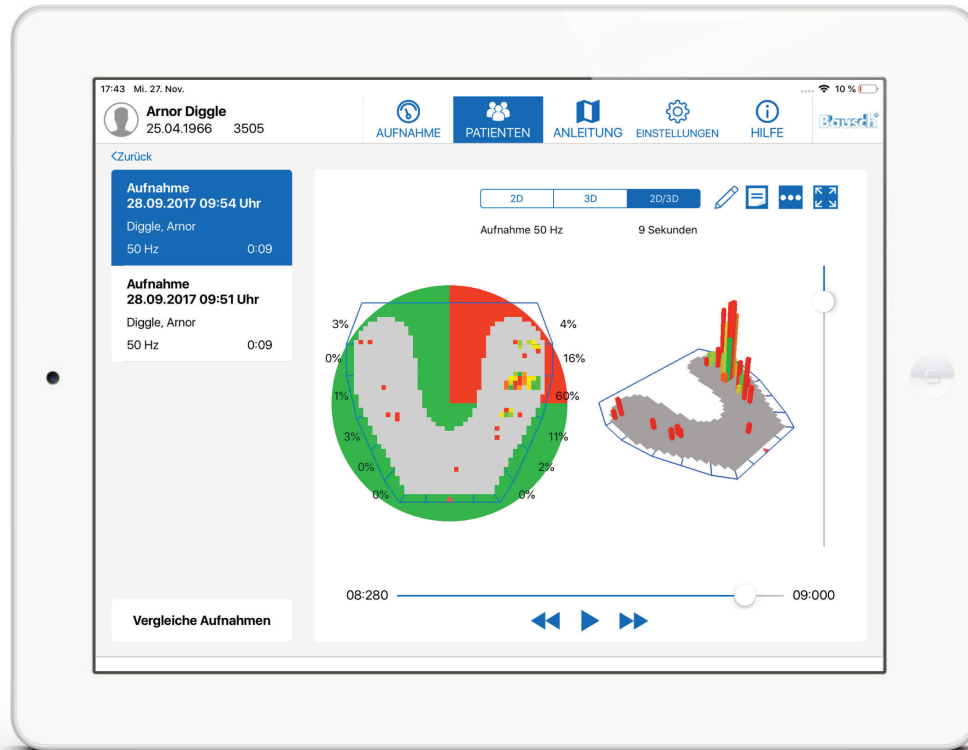 17:43 Mi. 27. Nov.
10 %
Arnor Diggle
25.04.1966 3505
AUFNAHME
PATIENTEN
ANLEITUNG
EINSTELLUNGEN
HILFE
Bausch
Zurück
Aufnahme
28.09.2017 09:54 Uhr
Diggle, Arnor
50 Hz 0:09
Aufnahme
28.09.2017 09:51 Uhr
Diggle, Arnor
50 Hz 0:09
Vergleiche Aufnahmen
2D 3D 2D/3D
Aufnahme 50 Hz 9 Sekunden
3% 4%
0% 16%
1% 60%
3% 11%
0% 2%
0% 0%
08:280 09:000